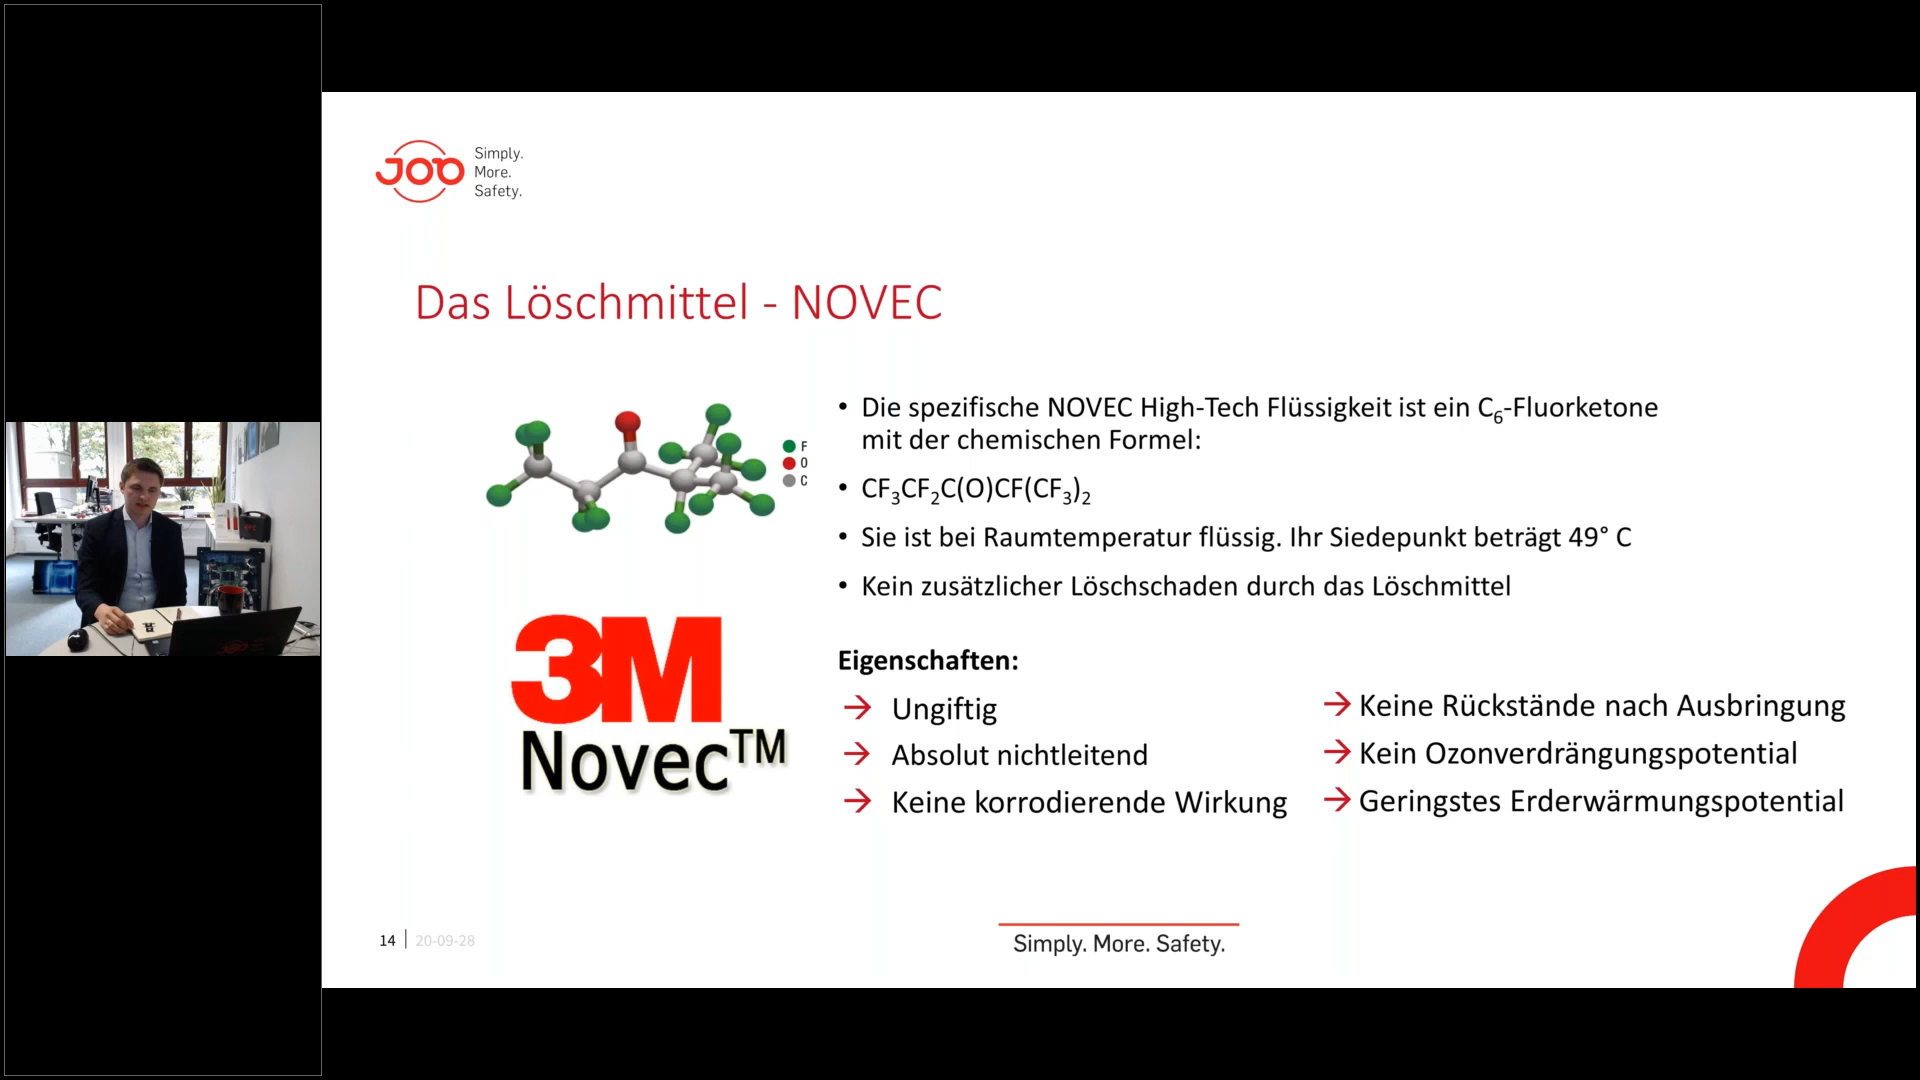 JOB
Simply.
More.
Safety.
Das Löschmittel - NOVEC
F
O
C
• Die spezifische NOVEC High-Tech Flüssigkeit ist ein C₆-Fluorketone
mit der chemischen Formel:
• CF₃CF₂C(O)CF(CF₃)₂
• Sie ist bei Raumtemperatur flüssig. Ihr Siedepunkt beträgt 49° C
• Kein zusätzlicher Löschschaden durch das Löschmittel
3M
Novec™
Eigenschaften:
→ Ungiftig
→ Absolut nichtleitend
→ Keine korrodierende Wirkung
→ Keine Rückstände nach Ausbringung
→ Kein Ozonverdrängungspotential
→ Geringstes Erderwärmungspotential
14 | 20-09-28
Simply. More. Safety.